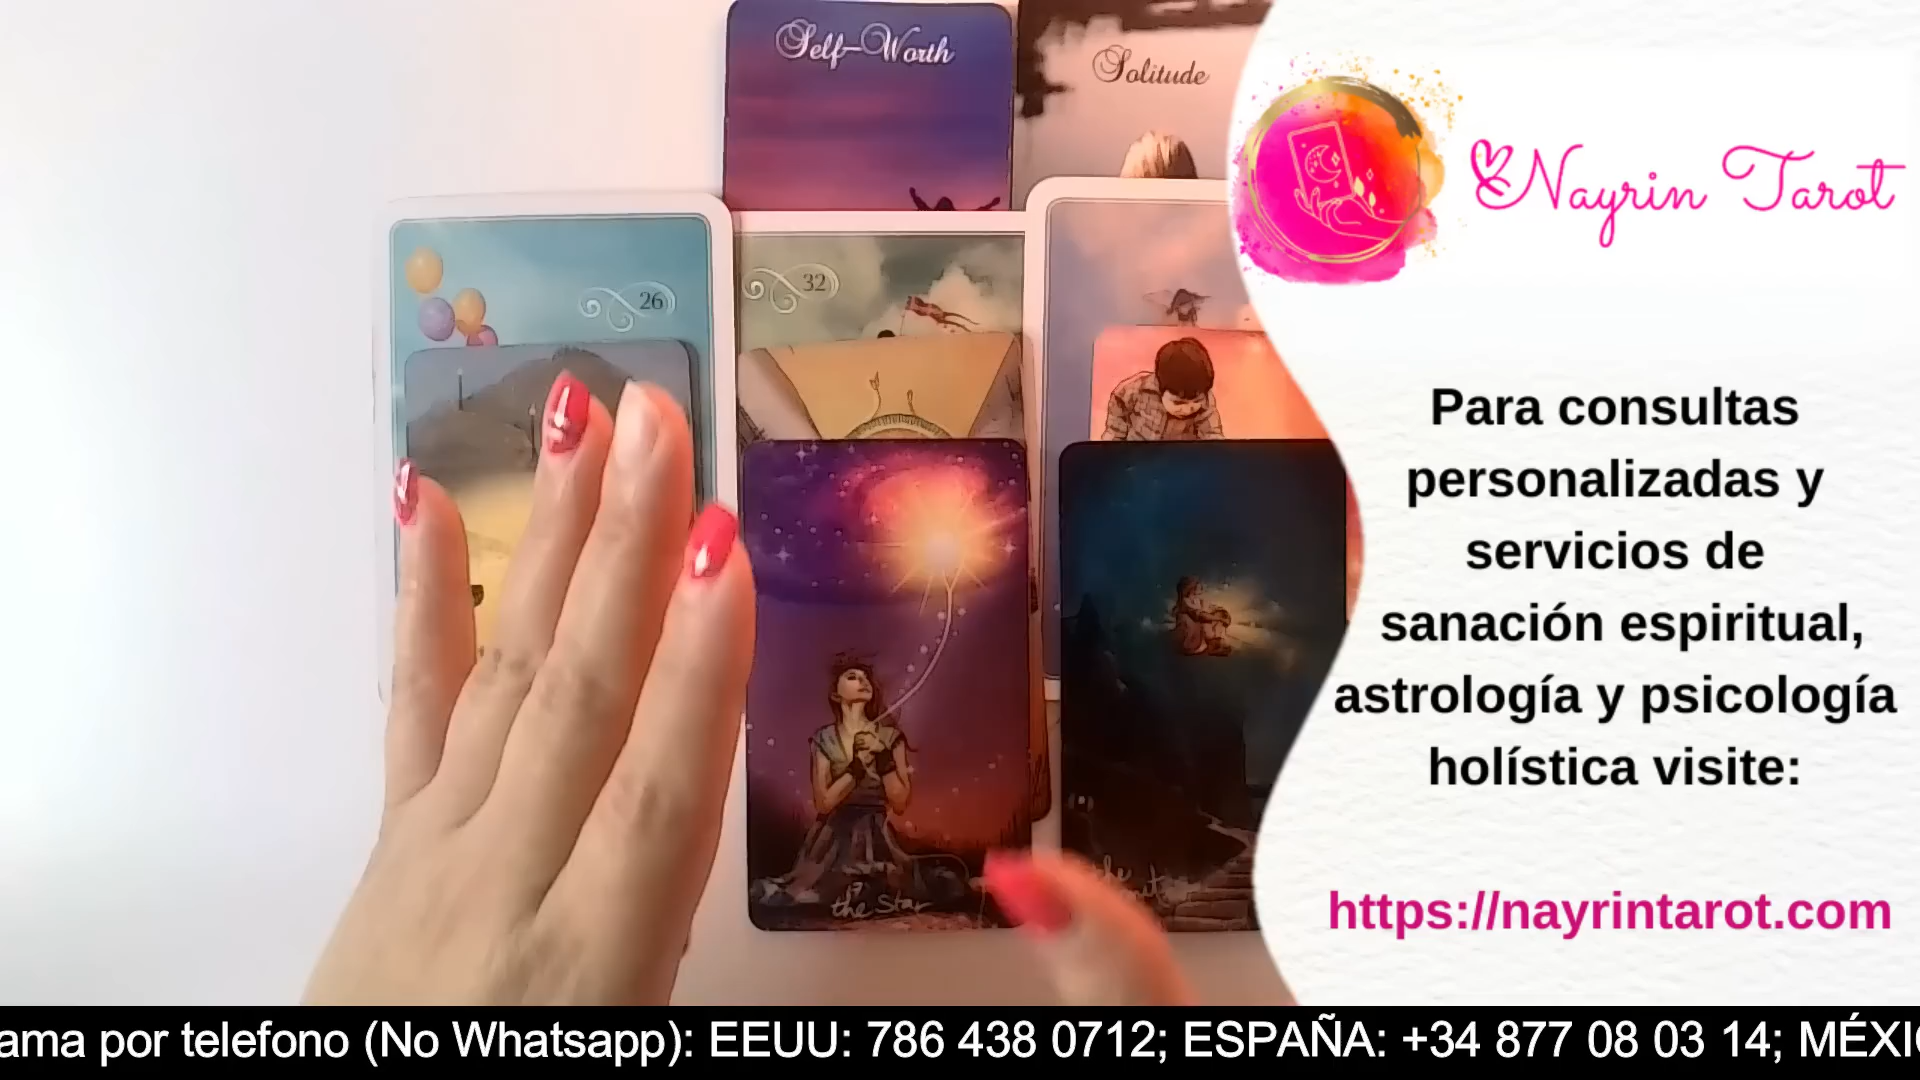 Self-Worth
Solitude
Nayrin Tarot
26
32
Para consultas
personalizadas y
servicios de
sanación espiritual,
astrología y psicología
holística visite:
https://nayrintarot.com
the Star
ama por telefono (No Whatsapp): EEUU: 786 438 0712; ESPAÑA: +34 877 08 03 14; MÉXI